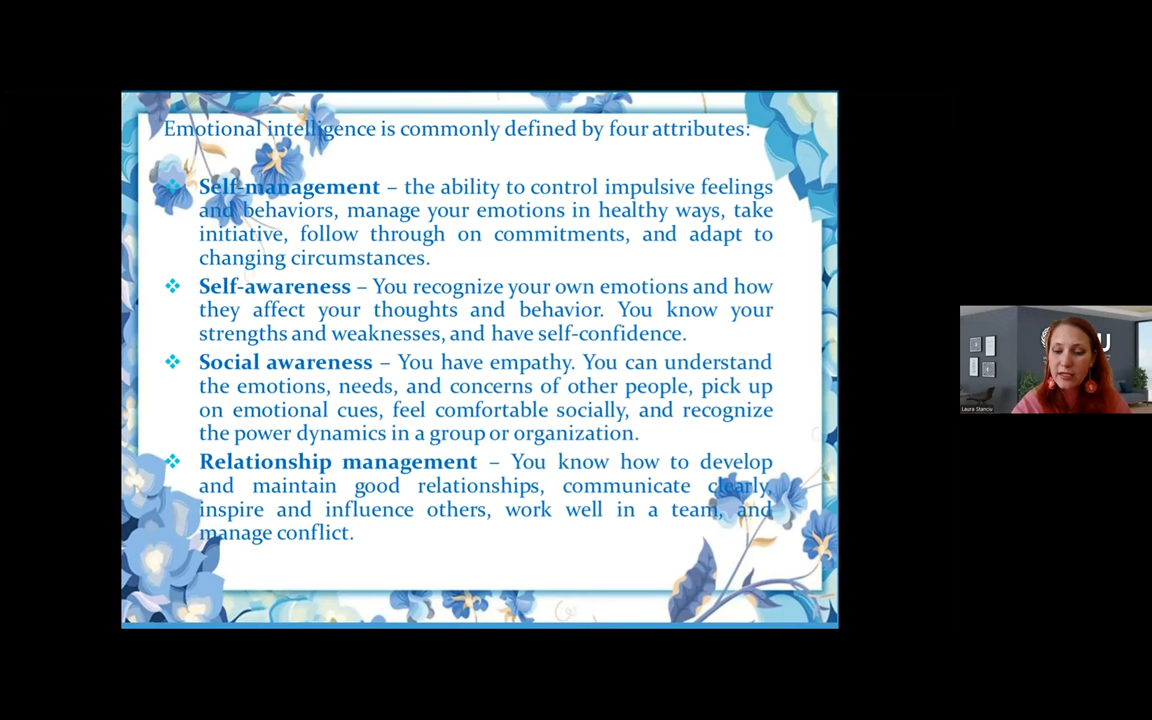 Emotional intelligence is commonly defined by four attributes:
Self-management – the ability to control impulsive feelings
and behaviors, manage your emotions in healthy ways, take
initiative, follow through on commitments, and adapt to
changing circumstances.
Self-awareness – You recognize your own emotions and how
they affect your thoughts and behavior. You know your
strengths and weaknesses, and have self-confidence.
Social awareness – You have empathy. You can understand
the emotions, needs, and concerns of other people, pick up
on emotional cues, feel comfortable socially, and recognize
the power dynamics in a group or organization.
Relationship management – You know how to develop
and maintain good relationships, communicate clearly,
inspire and influence others, work well in a team, and
manage conflict.
Laura Stanciu